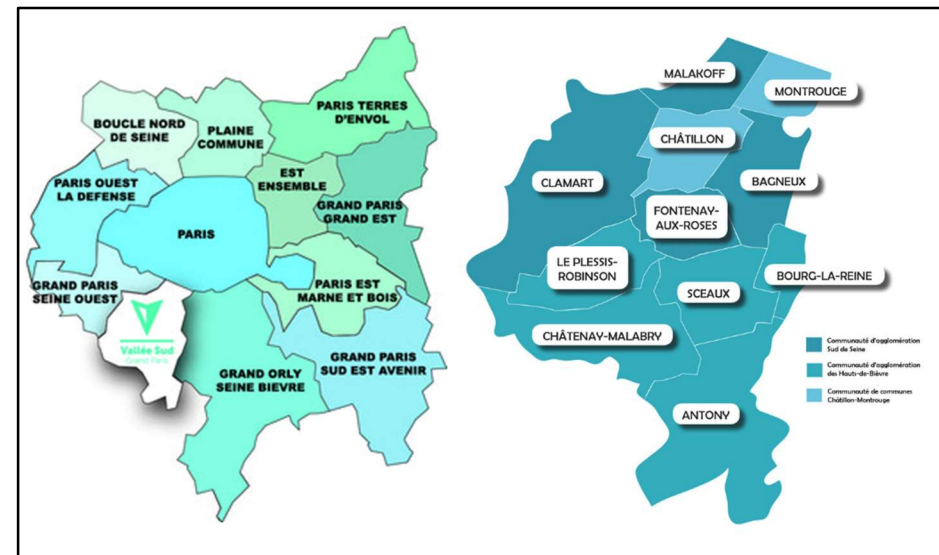 PARIS TERRES
D'ENVOL
BOUCLE NORD
DE SEINE
PLAINE
COMMUNE
EST
ENSEMBLE
PARIS OUEST
LA DEFENSE
GRAND PARIS
GRAND EST
PARIS
GRAND PARIS
SEINE OUEST
PARIS EST
MARNE ET BOIS
Vallée Sud
Grand Paris
GRAND PARIS
SUD EST AVENIR
GRAND ORLY
SEINE BIEVRE
MALAKOFF
MONTROUGE
CHÂTILLON
CLAMART
BAGNEUX
FONTENAY-
AUX-ROSES
LE PLESSIS-
ROBINSON
BOURG-LA-REINE
SCEAUX
CHÂTENAY-MALABRY
ANTONY
Communauté d'agglomération
Sud de Seine
Communauté d'agglomération
des Hauts-de-Bièvre
Communauté de communes
Châtillon-Montrouge